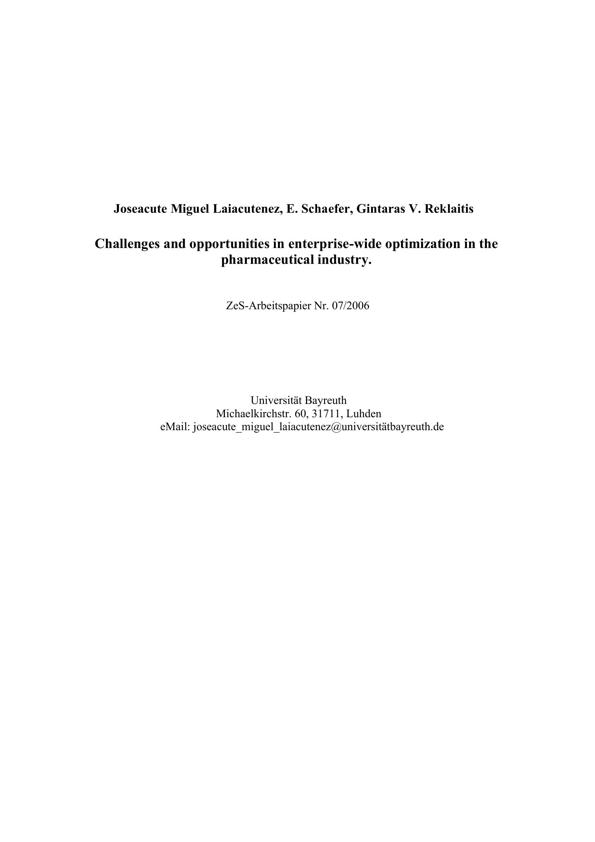 Joseacute Miguel Laiacutenez, E. Schaefer, Gintaras V. Reklaitis
Challenges and opportunities in enterprise-wide optimization in the
pharmaceutical industry.
ZeS-Arbeitspapier Nr. 07/2006
Universität Bayreuth
Michaelkirchstr. 60, 31711, Luhden
eMail: joseacute_miguel_laiacutenez@universitätbayreuth.de